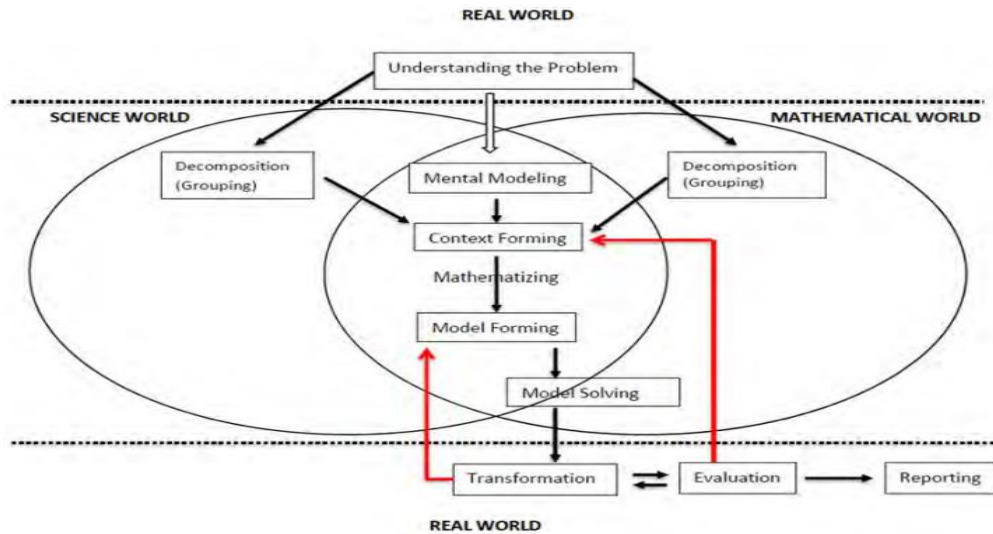 REAL WORLD
Understanding the Problem
SCIENCE WORLD
MATHEMATICAL WORLD
Decomposition
(Grouping)
Mental Modeling
Decomposition
(Grouping)
Context Forming
Mathematizing
Model Forming
Model Solving
Transformation
Evaluation
Reporting
REAL WORLD